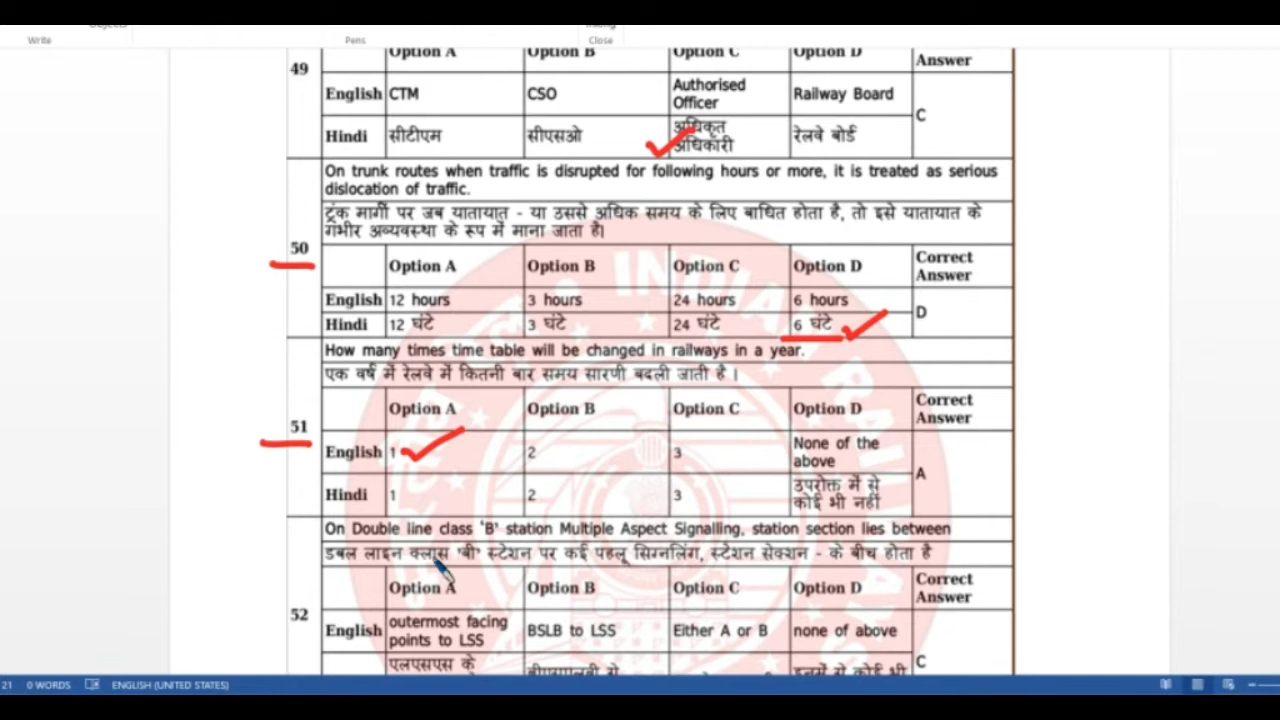 Write
Pens
Close
Option A Option B Option C Option D Answer
49
English CTM CSO Authorised Officer Railway Board C
Hindi सीटीएम सीएसओ अधिकृत अधिकारी रेलवे बोर्ड
On trunk routes when traffic is disrupted for following hours or more, it is treated as serious
dislocation of traffic.
ट्रंक मार्गों पर जब यातायात - या उससे अधिक समय के लिए बाधित होता है, तो इसे यातायात के
गंभीर अव्यवस्था के रूप में माना जाता है।
50
Option A Option B Option C Option D Correct Answer
English 12 hours 3 hours 24 hours 6 hours D
Hindi 12 घंटे 3 घंटे 24 घंटे 6 घंटे
How many times time table will be changed in railways in a year.
एक वर्ष में रेलवे में कितनी बार समय सारणी बदली जाती है ।
51
Option A Option B Option C Option D Correct Answer
English 1 2 3 None of the above A
Hindi 1 2 3 उपरोक्त में से कोई भी नहीं
On Double line class 'B' station Multiple Aspect Signalling, station section lies between
डबल लाइन क्लास 'बी' स्टेशन पर कई पहलू सिग्नलिंग, स्टेशन सेक्शन - के बीच होता है
52
Option A Option B Option C Option D Correct Answer
English outermost facing points to LSS BSLB to LSS Either A or B none of above C
एलएसएस के
21 0 WORDS ENGLISH (UNITED STATES)